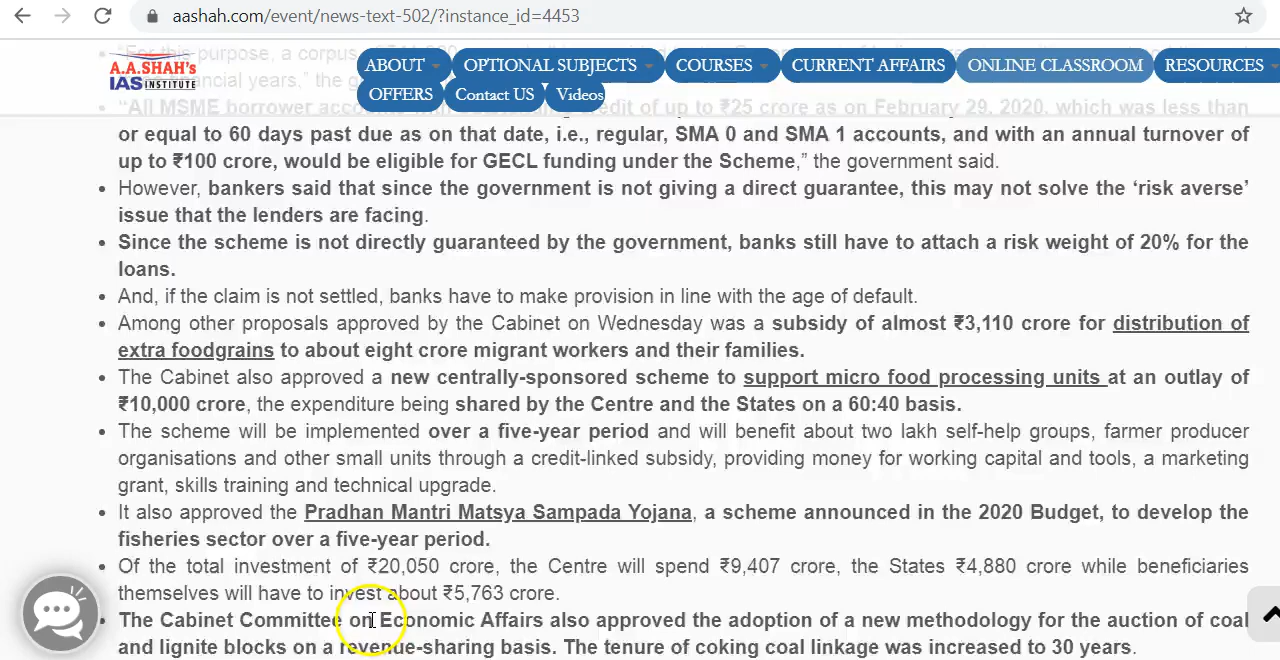 aashah.com/event/news-text-502/?instance_id=4453
"For this purpose, a corpus
financial years," the g
A.A.SHAH's
IAS INSTITUTE
ABOUT OPTIONAL SUBJECTS COURSES CURRENT AFFAIRS ONLINE CLASSROOM RESOURCES
OFFERS Contact US Videos
"All MSME borrower accounts with outstanding credit of up to ₹25 crore as on February 29, 2020, which was less than
or equal to 60 days past due as on that date, i.e., regular, SMA 0 and SMA 1 accounts, and with an annual turnover of
up to ₹100 crore, would be eligible for GECL funding under the Scheme," the government said.
However, bankers said that since the government is not giving a direct guarantee, this may not solve the 'risk averse'
issue that the lenders are facing.
Since the scheme is not directly guaranteed by the government, banks still have to attach a risk weight of 20% for the
loans.
And, if the claim is not settled, banks have to make provision in line with the age of default.
Among other proposals approved by the Cabinet on Wednesday was a subsidy of almost ₹3,110 crore for distribution of
extra foodgrains to about eight crore migrant workers and their families.
The Cabinet also approved a new centrally-sponsored scheme to support micro food processing units at an outlay of
₹10,000 crore, the expenditure being shared by the Centre and the States on a 60:40 basis.
The scheme will be implemented over a five-year period and will benefit about two lakh self-help groups, farmer producer
organisations and other small units through a credit-linked subsidy, providing money for working capital and tools, a marketing
grant, skills training and technical upgrade.
It also approved the Pradhan Mantri Matsya Sampada Yojana, a scheme announced in the 2020 Budget, to develop the
fisheries sector over a five-year period.
Of the total investment of ₹20,050 crore, the Centre will spend ₹9,407 crore, the States ₹4,880 crore while beneficiaries
themselves will have to invest about ₹5,763 crore.
The Cabinet Committee on Economic Affairs also approved the adoption of a new methodology for the auction of coal
and lignite blocks on a revenue-sharing basis. The tenure of coking coal linkage was increased to 30 years.